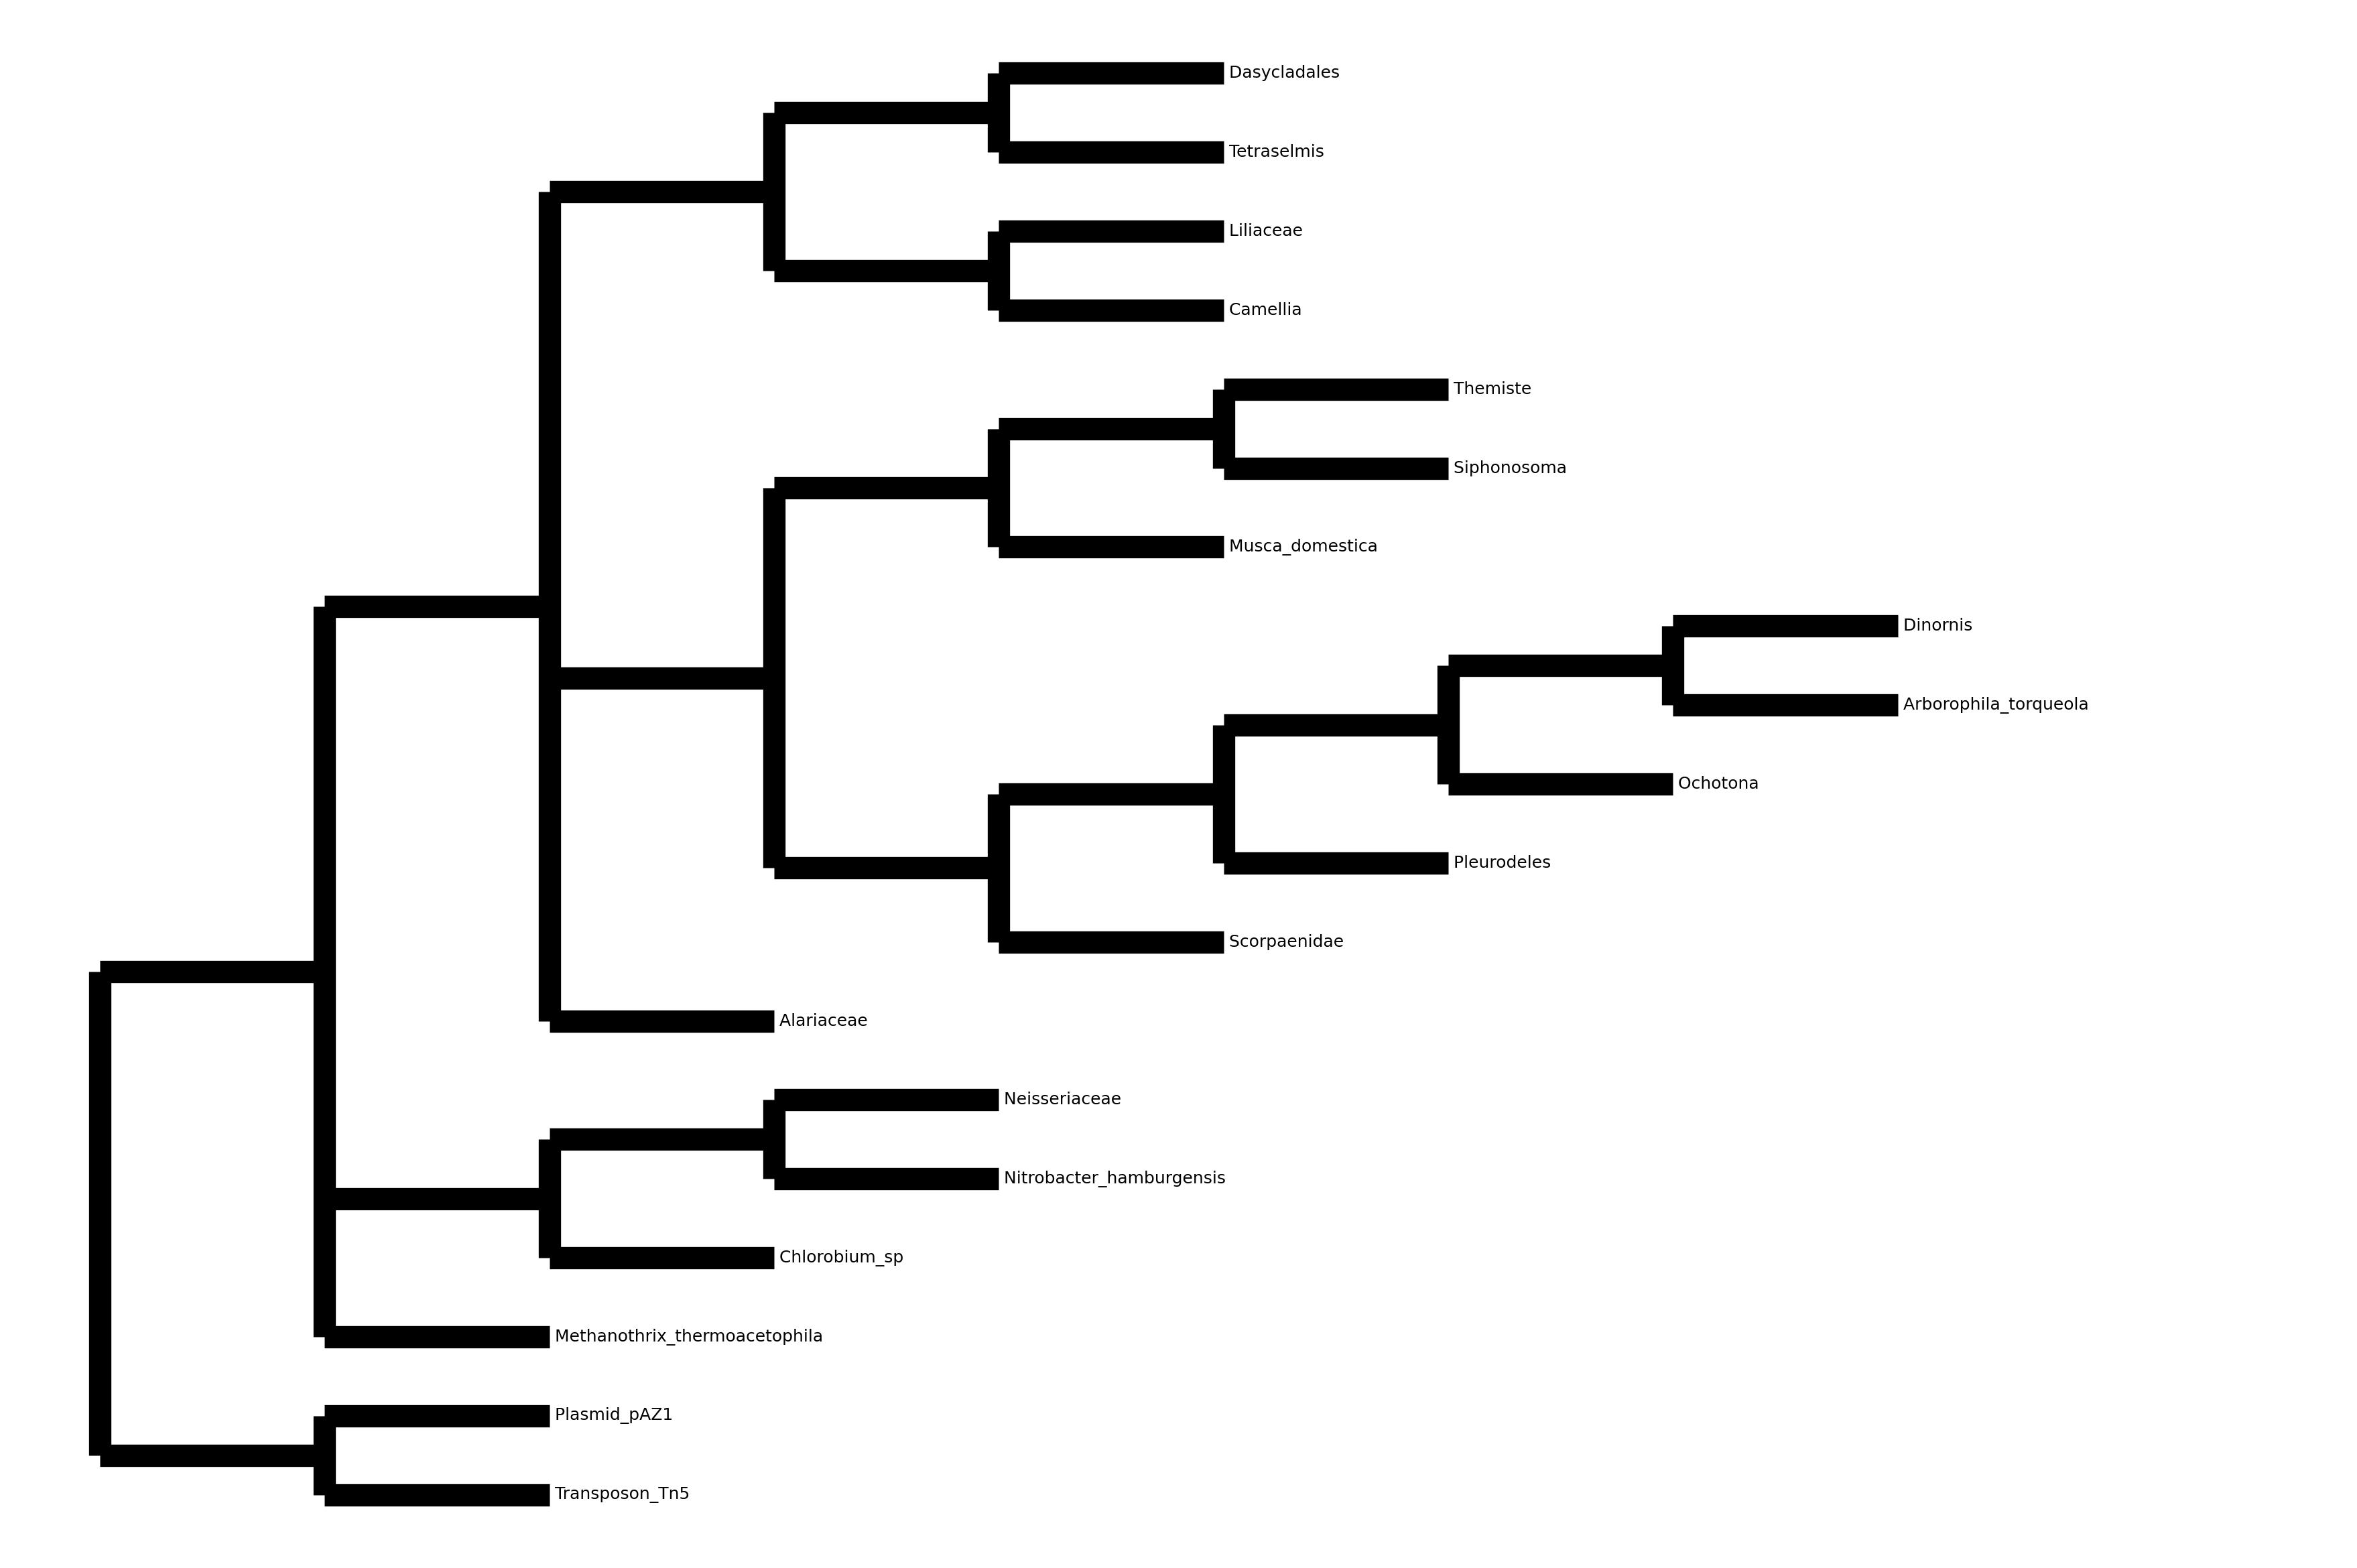 Dasycladales
Tetraselmis
Liliaceae
Camellia
Themiste
Siphonosoma
Musca_domestica
Dinornis
Arborophila_torqueola
Ochotona
Pleurodeles
Scorpaenidae
Alariaceae
Neisseriaceae
Nitrobacter_hamburgensis
Chlorobium_sp
Methanothrix_thermoacetophila
Plasmid_pAZ1
Transposon_Tn5